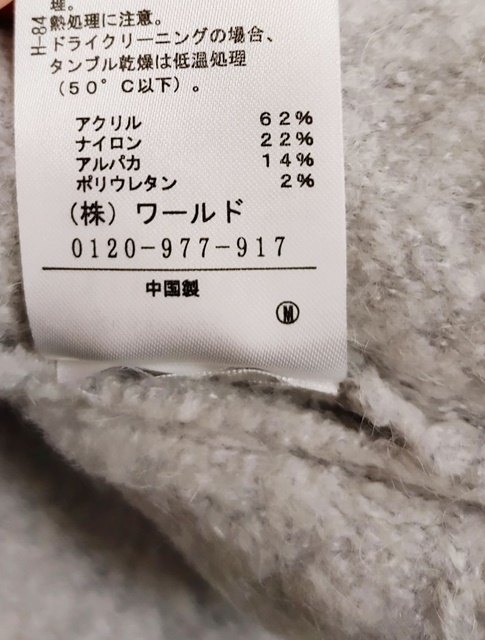 理。
熱処理に注意。
ドライクリーニングの場合、
タンブル乾燥は低温処理
（50°C以下）。
H-84
アクリル 62%
ナイロン 22%
アルパカ 14%
ポリウレタン 2%
（株）ワールド
0120-977-917
中国製
Ⓜ